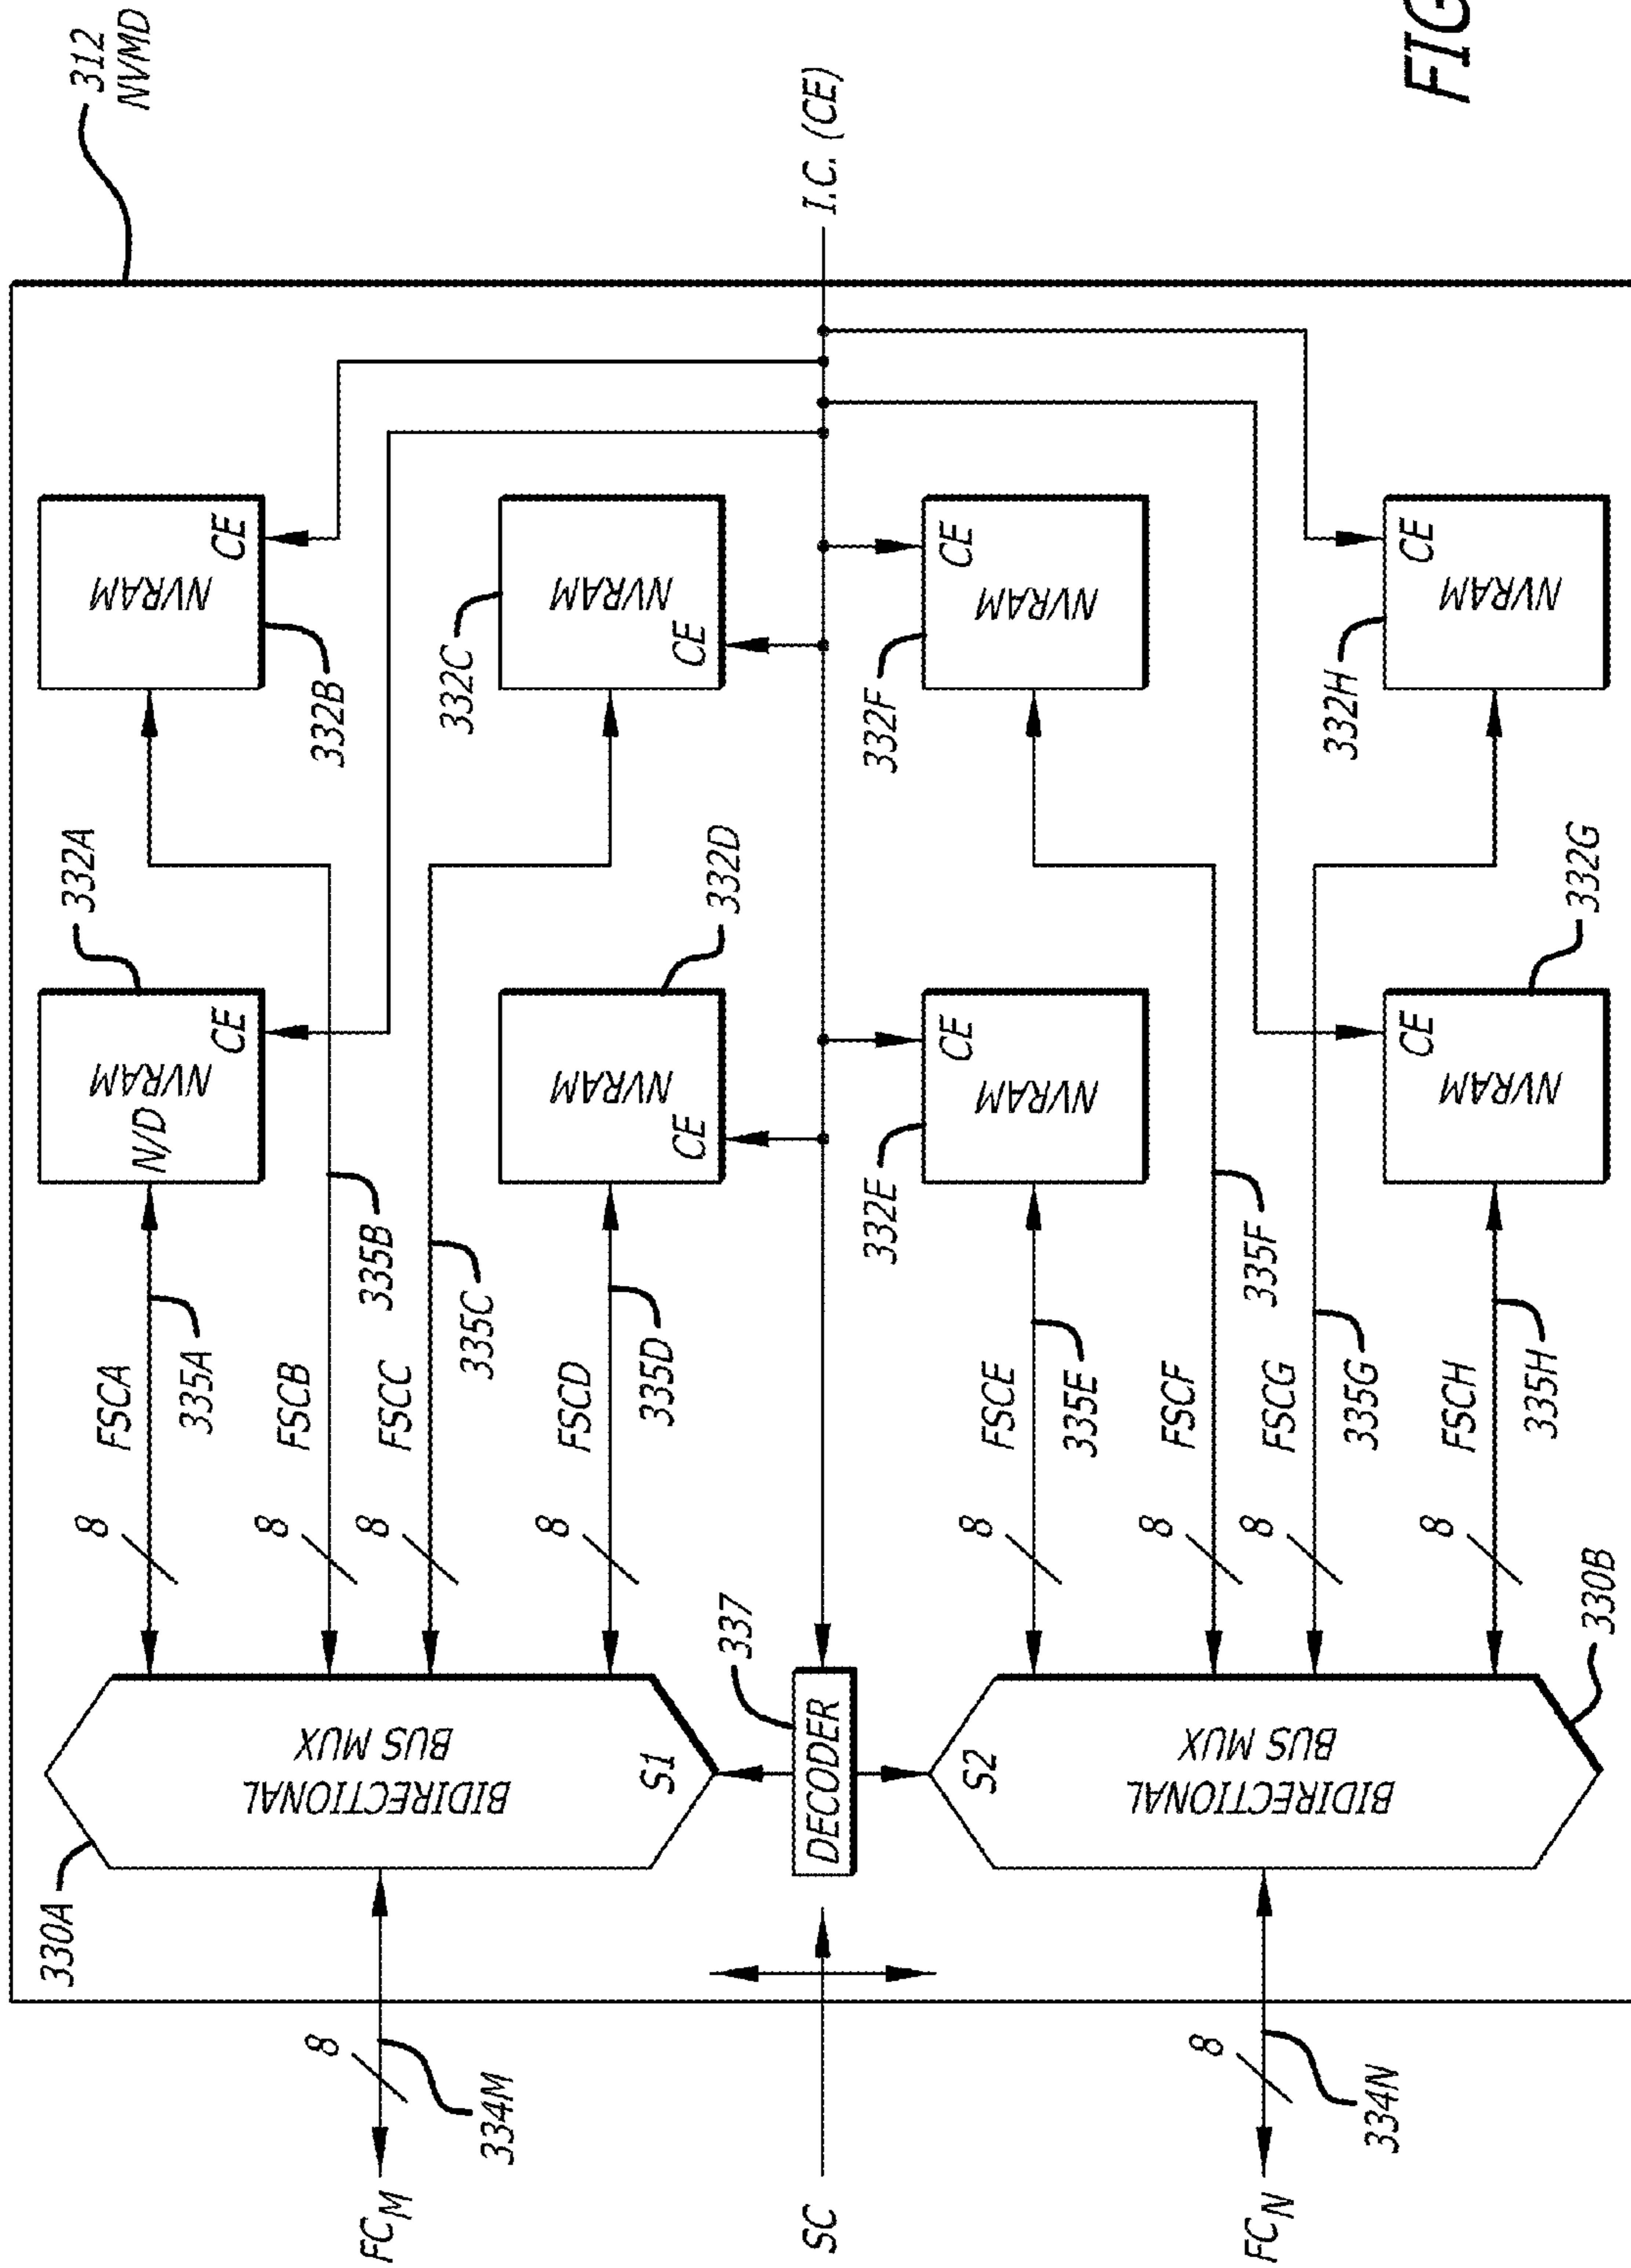 312
NVMD
330A
BIDIRECTIONAL
BUS MUX
S1
FSCA
335A
8
FSCB
335B
8
FSCC
335C
8
FSCD
335D
8
NVRAM
N/D
CE
332A
NVRAM
CE
332B
NVRAM
CE
332C
NVRAM
CE
332D
FC_M
8
334M
SC
DECODER
337
I.C. (CE)
FC_N
8
334N
BIDIRECTIONAL
BUS MUX
S2
330B
FSCE
335E
8
FSCF
335F
8
FSCG
335G
8
FSCH
335H
8
NVRAM
CE
332E
NVRAM
CE
332F
NVRAM
CE
332G
NVRAM
CE
332H
FIG